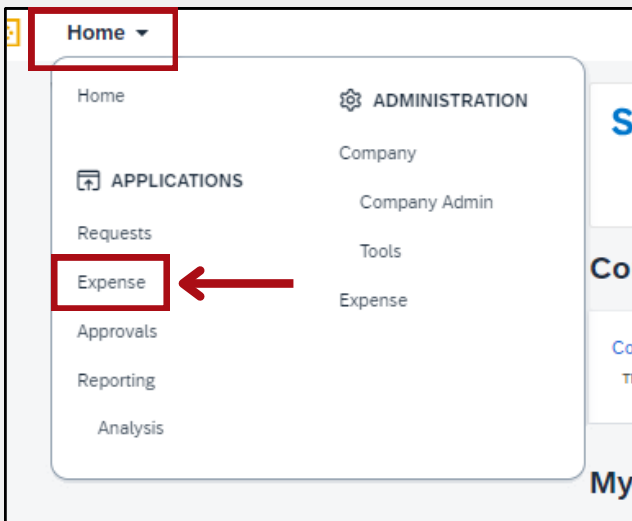 Home
Home
APPLICATIONS
Requests
Expense
Approvals
Reporting
Analysis
ADMINISTRATION
Company
Company Admin
Tools
Expense
S
Co
Co
My